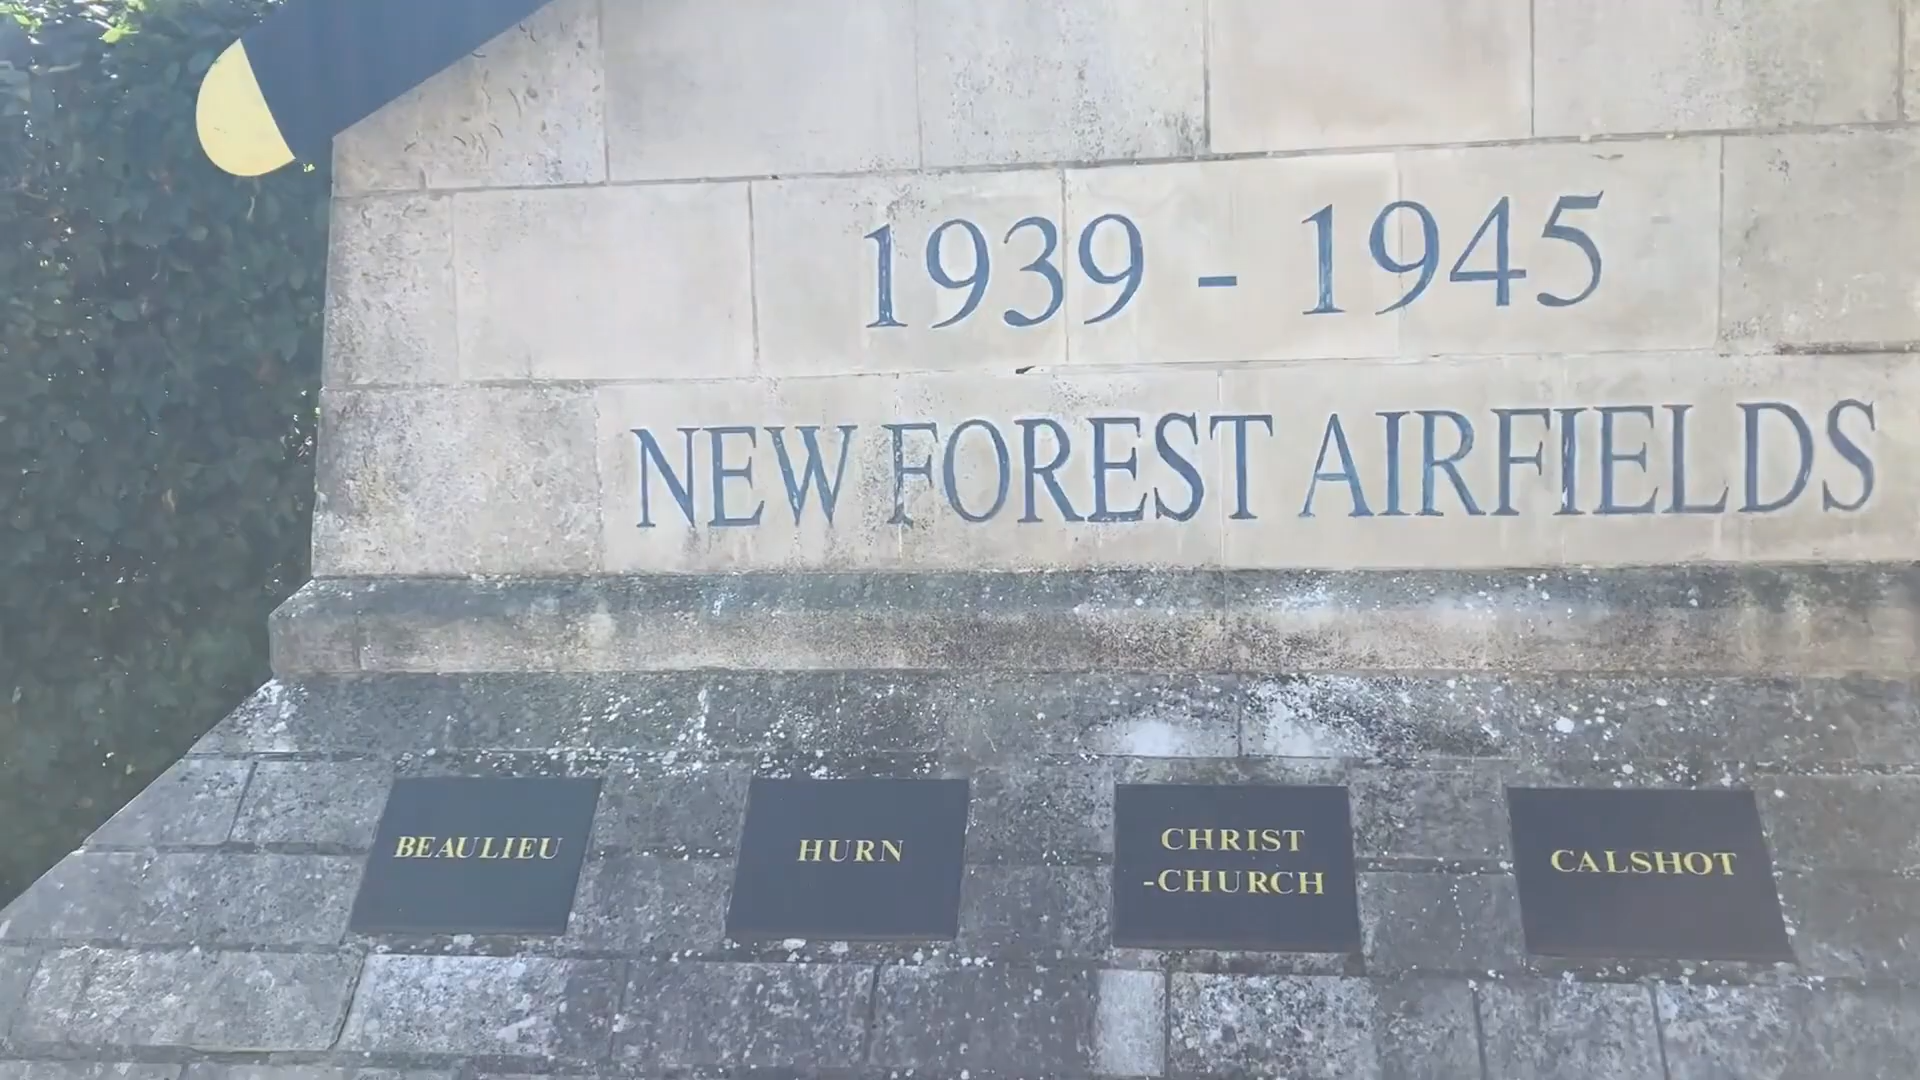 1939 - 1945
NEW FOREST AIRFIELDS
BEAULIEU
HURN
CHRIST
-CHURCH
CALSHOT